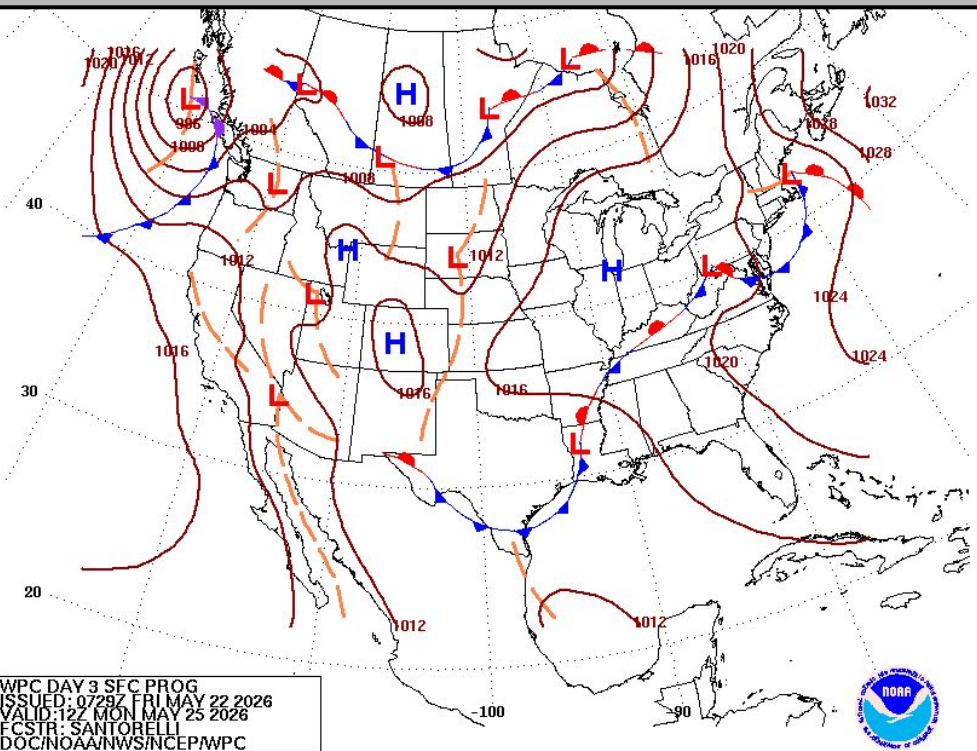 1020
1016
1012
1020
1016
L
L
L
H
L
L
1032
996
1008
1004
1008
1028
1028
L
L
1008
L
40
H
L
1012
1012
L
H
L
1024
1016
H
1020
1024
30
L
1016
1016
L
20
1012
1012
-100
-90
WPC DAY 3 SFC PROG
ISSUED: 0729Z FRI MAY 22 2026
VALID:12Z MON MAY 25 2026
FCSTR: SANTORELLI
DOC/NOAA/NWS/NCEP/WPC
NOAA